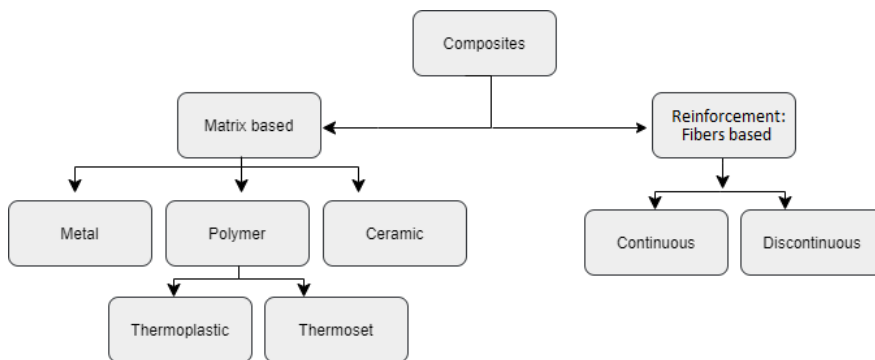 Composites
Matrix based
Reinforcement:
Fibers based
Metal
Polymer
Ceramic
Continuous
Discontinuous
Thermoplastic
Thermoset